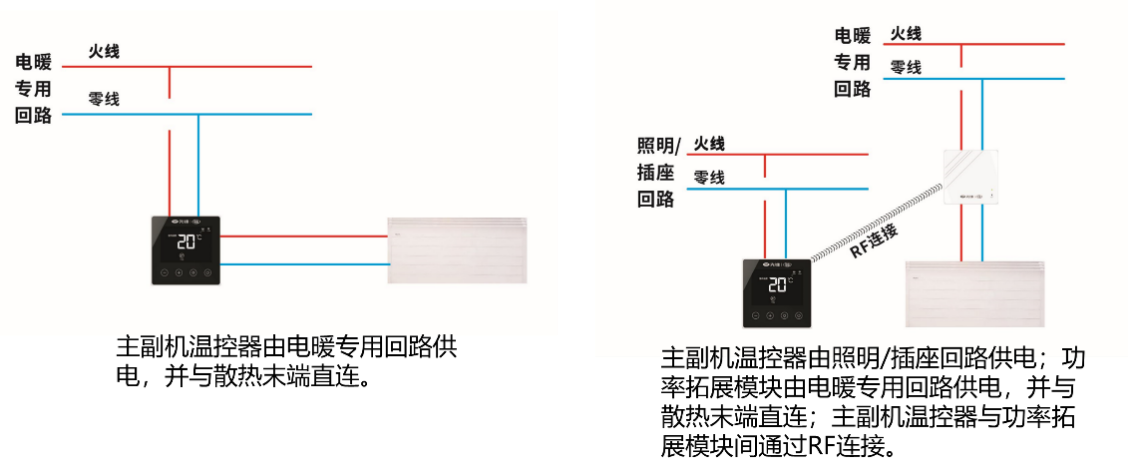 电暖
专用
回路
火线
零线
20℃
主副机温控器由电暖专用回路供
电，并与散热末端直连。
电暖
专用
回路
火线
零线
照明/
插座
回路
火线
零线
RF连接
20℃
主副机温控器由照明/插座回路供电；功
率拓展模块由电暖专用回路供电，并与
散热末端直连；主副机温控器与功率拓
展模块间通过RF连接。